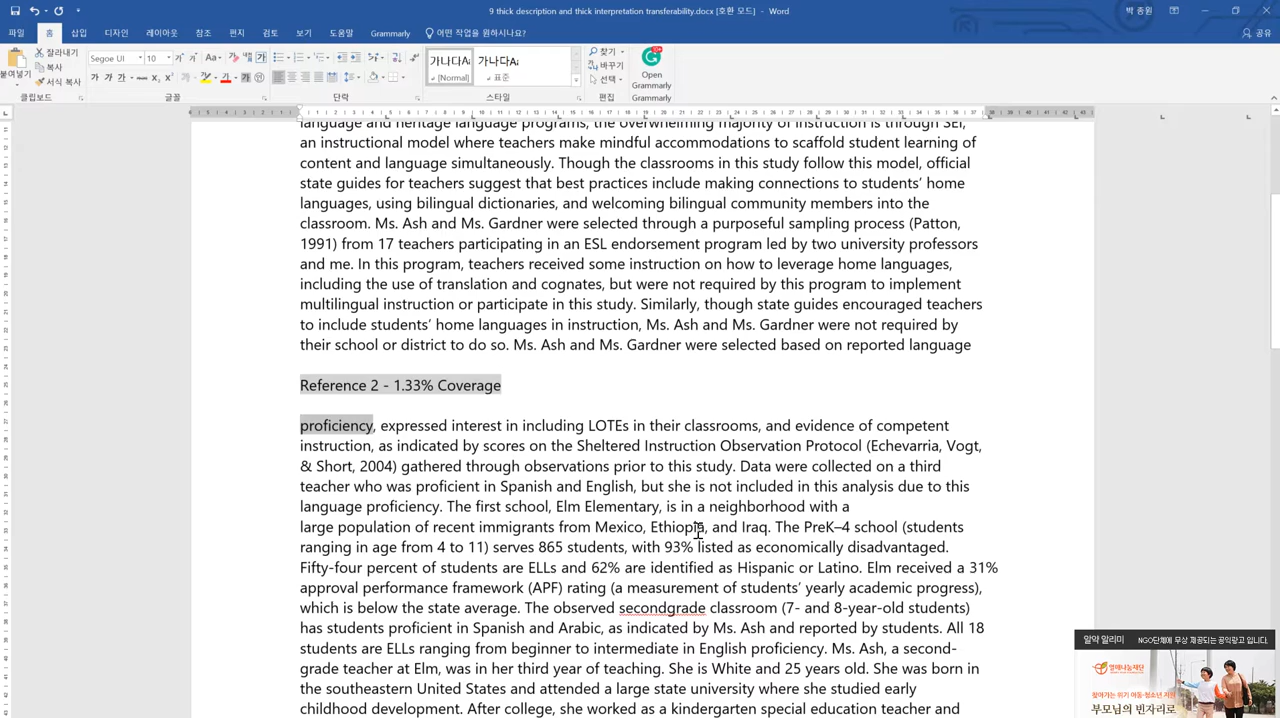 9 thick description and thick interpretation transferability.docx [호환 모드] - Word
박 종원
파일 홈 삽입 디자인 레이아웃 참조 편지 검토 보기 도움말 Grammarly 어떤 작업을 원하시나요? 공유
붙여넣기
잘라내기
복사
서식 복사
클립보드
Segoe UI 10
글꼴
단락
가나다AaI
[Normal]
가나다AaI
표준
스타일
찾기
바꾸기
선택
편집
Open
Grammarly
Grammarly
language and heritage language programs, the overwhelming majority of instruction is through SEI,
an instructional model where teachers make mindful accommodations to scaffold student learning of
content and language simultaneously. Though the classrooms in this study follow this model, official
state guides for teachers suggest that best practices include making connections to students’ home
languages, using bilingual dictionaries, and welcoming bilingual community members into the
classroom. Ms. Ash and Ms. Gardner were selected through a purposeful sampling process (Patton,
1991) from 17 teachers participating in an ESL endorsement program led by two university professors
and me. In this program, teachers received some instruction on how to leverage home languages,
including the use of translation and cognates, but were not required by this program to implement
multilingual instruction or participate in this study. Similarly, though state guides encouraged teachers
to include students’ home languages in instruction, Ms. Ash and Ms. Gardner were not required by
their school or district to do so. Ms. Ash and Ms. Gardner were selected based on reported language
Reference 2 - 1.33% Coverage
proficiency, expressed interest in including LOTEs in their classrooms, and evidence of competent
instruction, as indicated by scores on the Sheltered Instruction Observation Protocol (Echevarria, Vogt,
& Short, 2004) gathered through observations prior to this study. Data were collected on a third
teacher who was proficient in Spanish and English, but she is not included in this analysis due to this
language proficiency. The first school, Elm Elementary, is in a neighborhood with a
large population of recent immigrants from Mexico, Ethiopia, and Iraq. The PreK–4 school (students
ranging in age from 4 to 11) serves 865 students, with 93% listed as economically disadvantaged.
Fifty-four percent of students are ELLs and 62% are identified as Hispanic or Latino. Elm received a 31%
approval performance framework (APF) rating (a measurement of students’ yearly academic progress),
which is below the state average. The observed secondgrade classroom (7- and 8-year-old students)
has students proficient in Spanish and Arabic, as indicated by Ms. Ash and reported by students. All 18
students are ELLs ranging from beginner to intermediate in English proficiency. Ms. Ash, a second-
grade teacher at Elm, was in her third year of teaching. She is White and 25 years old. She was born in
the southeastern United States and attended a large state university where she studied early
childhood development. After college, she worked as a kindergarten special education teacher and
알약 알리미 NGO단체에 무상 제공되는 공익광고 입니다.
열매나눔재단
찾아가는 위기 아동·청소년 지원
부모님의 빈자리로